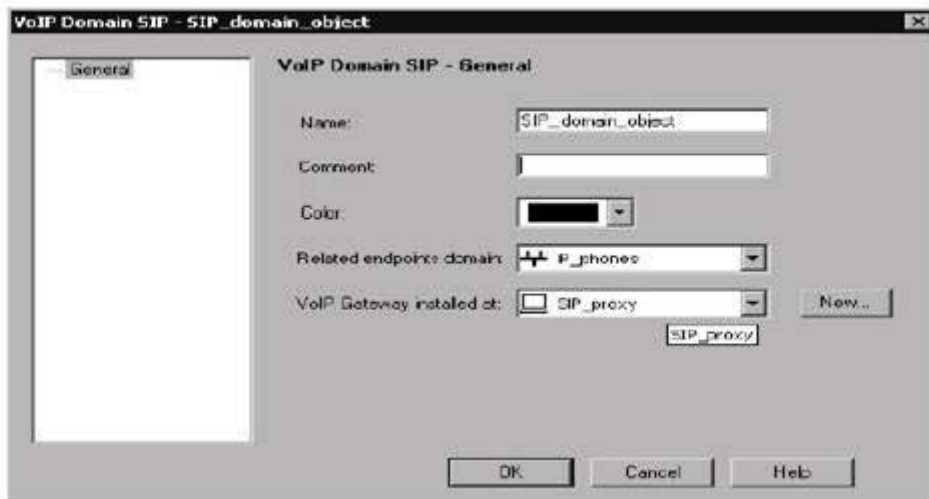 VoIP Domain SIP - SIP_domain_object
General
VoIP Domain SIP - General
Name: SIP_domain_object
Comment:
Color:
Related endpoints domain: IP_phones
VoIP Gateway installed at: SIP_proxy New...
SIP_proxy
OK Cancel Help